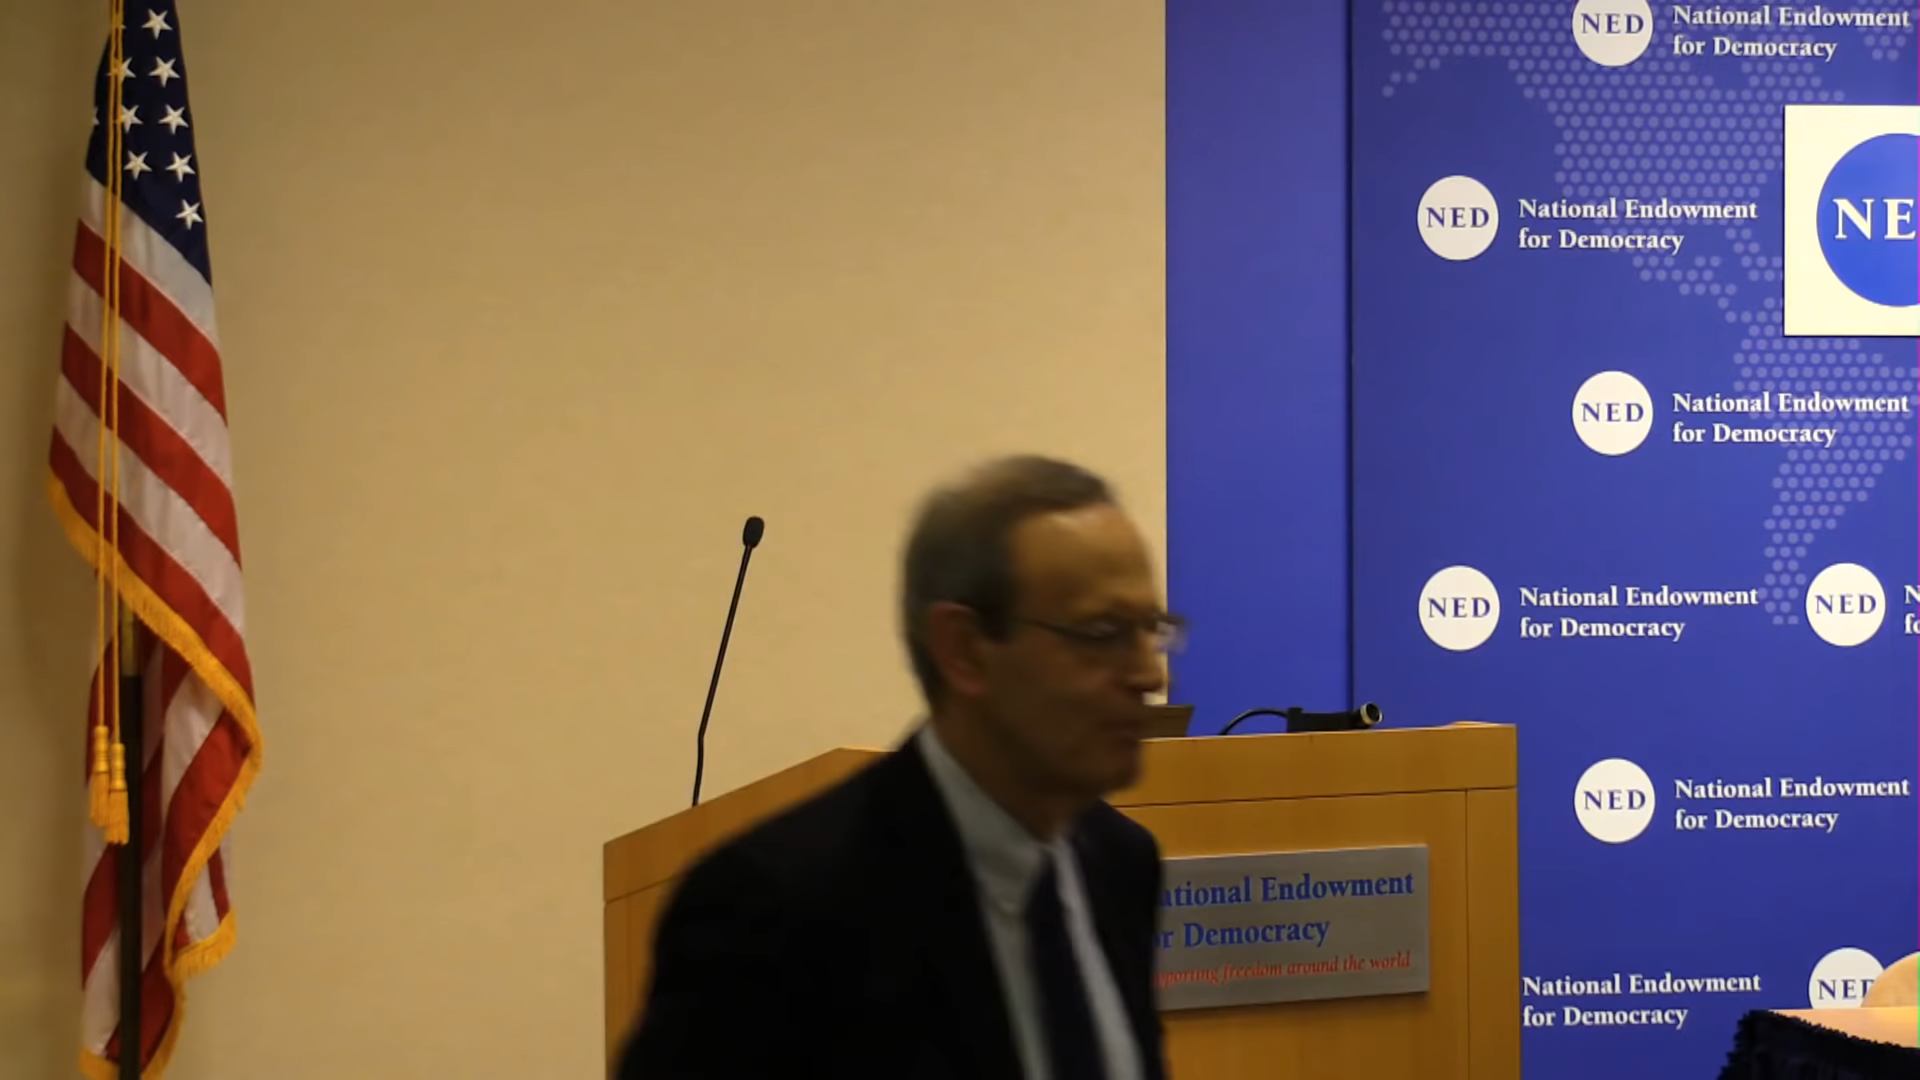 NED National Endowment
for Democracy
NED National Endowment
for Democracy
NE
NED National Endowment
for Democracy
NED National Endowment
for Democracy
NED
NED National Endowment
for Democracy
ational Endowment
or Democracy
freedom around the world
National Endowment
for Democracy
NED